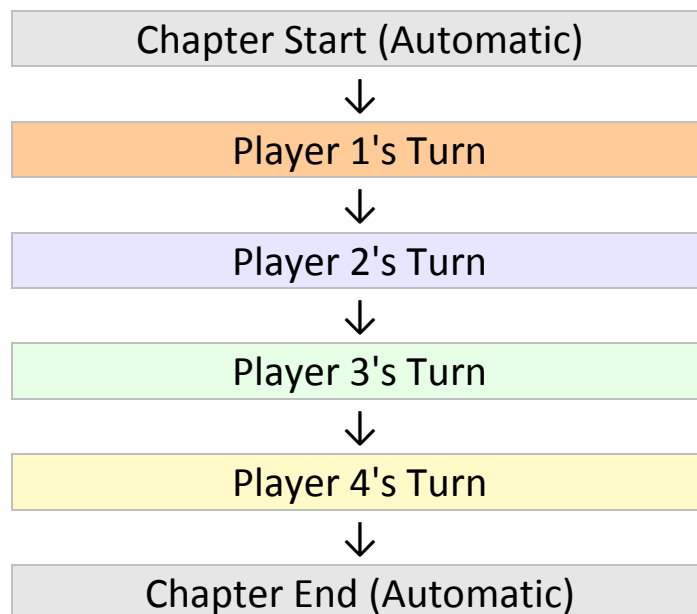 Chapter Start (Automatic)
↓
Player 1's Turn
↓
Player 2's Turn
↓
Player 3's Turn
↓
Player 4's Turn
↓
Chapter End (Automatic)